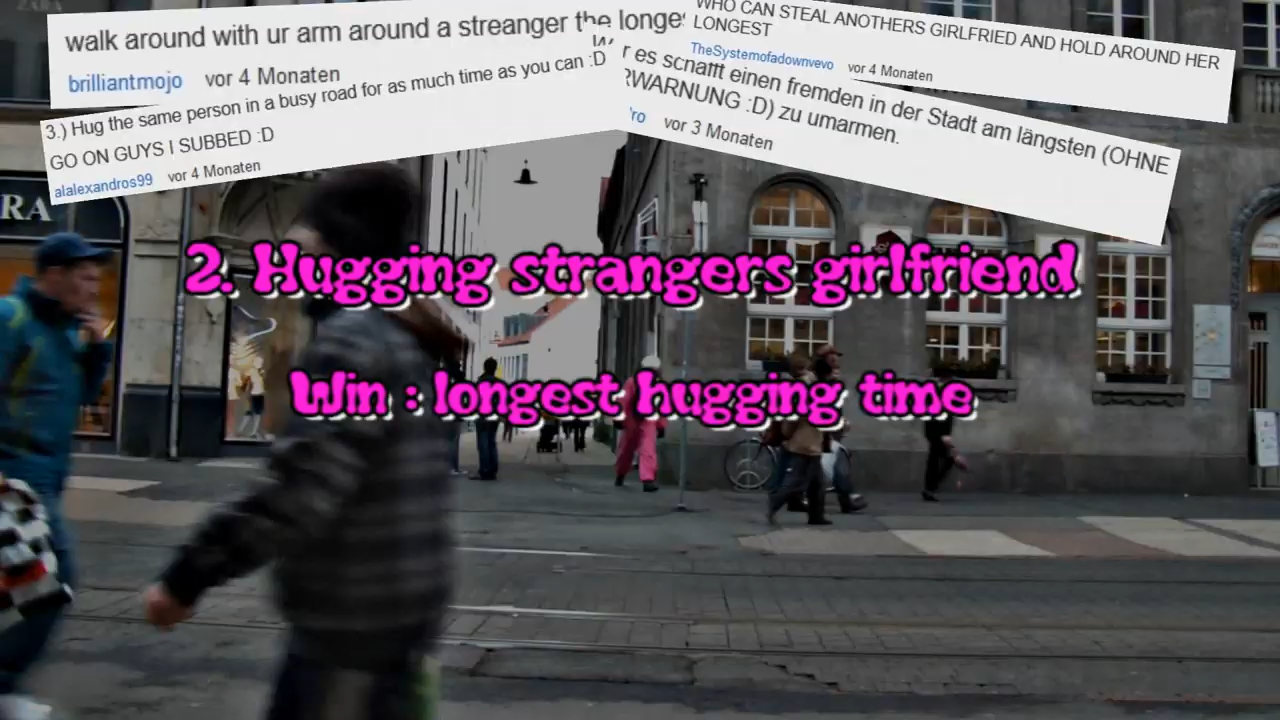 walk around with ur arm around a streanger the longes
brilliantmojo vor 4 Monaten
3.) Hug the same person in a busy road for as much time as you can :D
GO ON GUYS I SUBBED :D
alalexandros99 vor 4 Monaten
WHO CAN STEAL ANOTHERS GIRLFRIED AND HOLD AROUND HER
LONGEST
TheSystemofadownvevo vor 4 Monaten
r es schafft einen fremden in der Stadt am längsten (OHNE
RWARNUNG :D) zu umarmen.
ro vor 3 Monaten
RA
2. Hugging strangers girlfriend
Win : longest hugging time